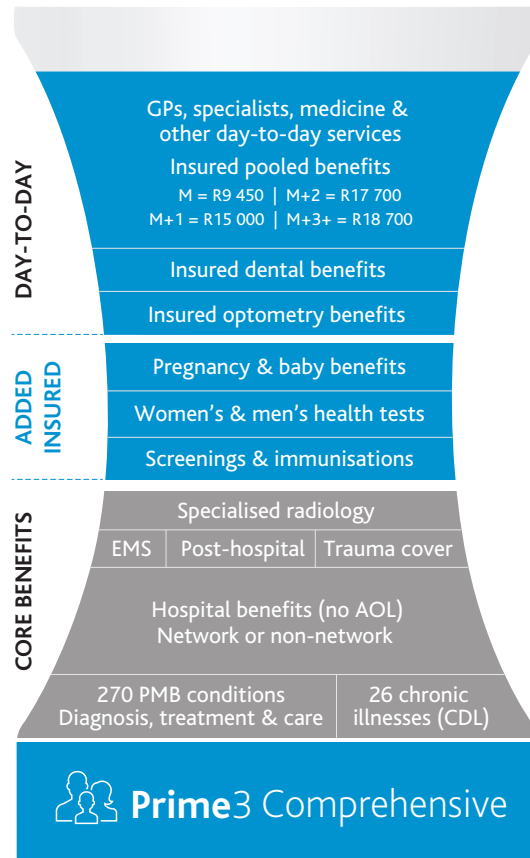 DAY-TO-DAY
GPs, specialists, medicine &
other day-to-day services
Insured pooled benefits
M = R9 450 | M+2 = R17 700
M+1 = R15 000 | M+3+ = R18 700
Insured dental benefits
Insured optometry benefits
ADDED
INSURED
Pregnancy & baby benefits
Women’s & men’s health tests
Screenings & immunisations
CORE BENEFITS
Specialised radiology
EMS
Post-hospital
Trauma cover
Hospital benefits (no AOL)
Network or non-network
270 PMB conditions
Diagnosis, treatment & care
26 chronic
illnesses (CDL)
Prime3 Comprehensive